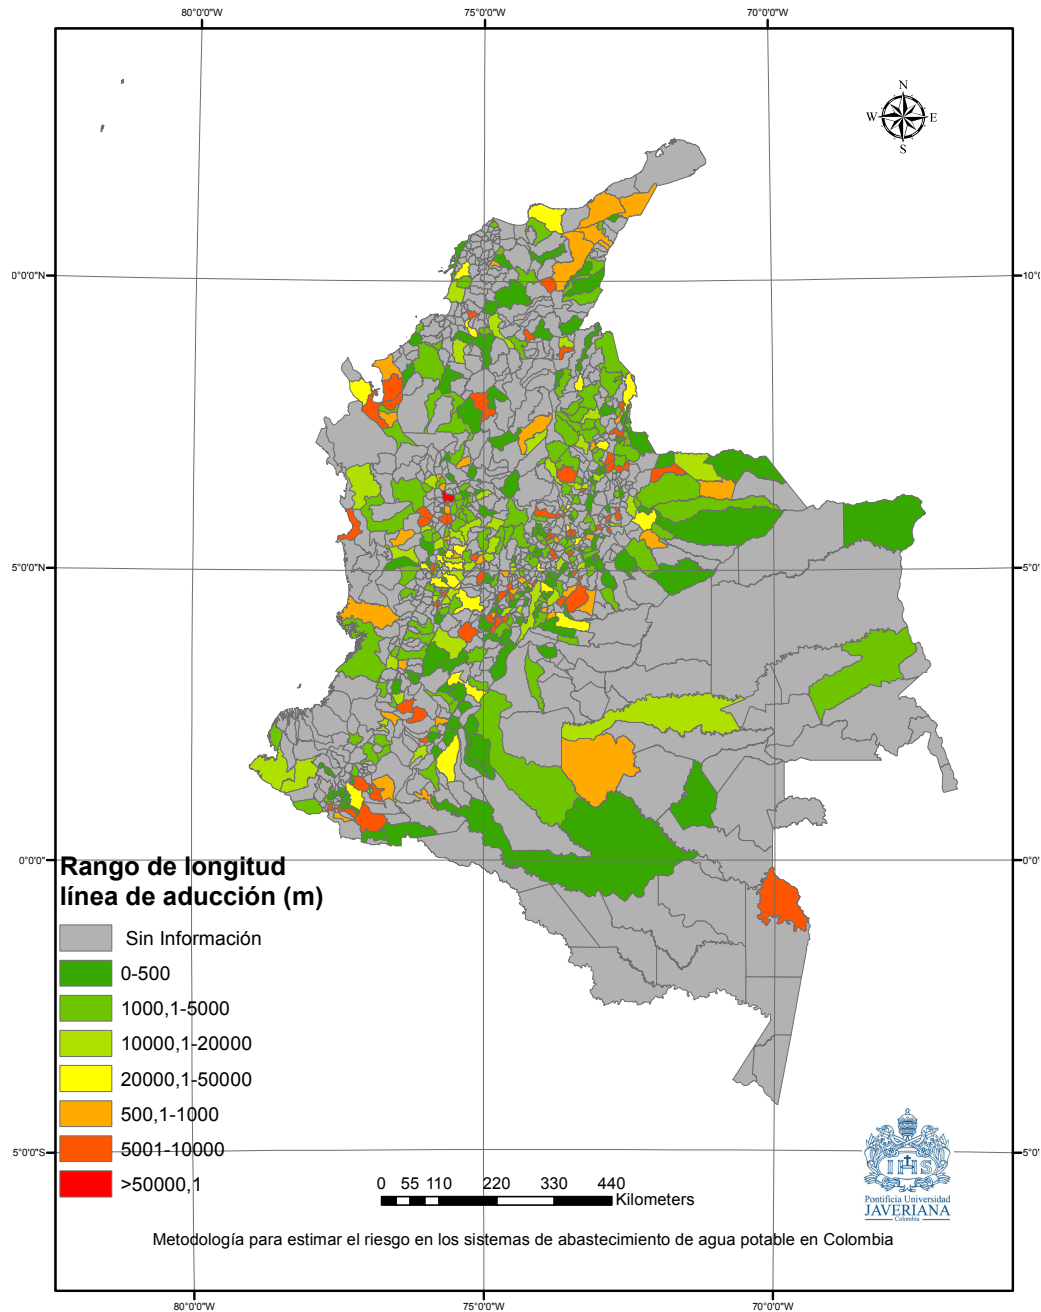 80°0'0"W 75°0'0"W 70°0'0"W
N
W E
S
0°0'0"N 10°0
5°0'0"N 5°0'
0°0'0" 0°0'0
5°0'0"S 5°0'
Rango de longitud
línea de aducción (m)
Sin Información
0-500
1000,1-5000
10000,1-20000
20000,1-50000
500,1-1000
5001-10000
>50000,1
0 55 110 220 330 440
Kilometers
IHS
Pontificia Universidad
JAVERIANA
Colombia
Metodología para estimar el riesgo en los sistemas de abastecimiento de agua potable en Colombia
80°0'0"W 75°0'0"W 70°0'0"W